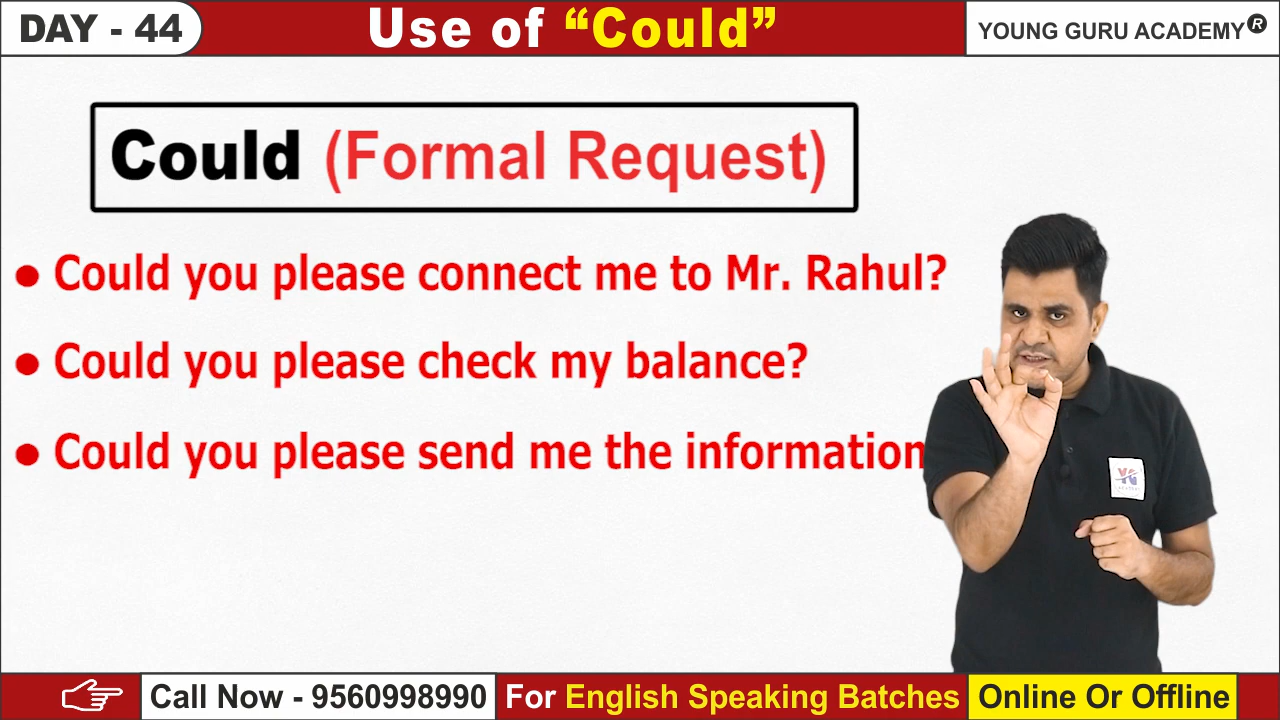 DAY - 44
Use of “Could”
YOUNG GURU ACADEMY®
Could (Formal Request)
• Could you please connect me to Mr. Rahul?
• Could you please check my balance?
• Could you please send me the information
Call Now - 9560998990 For English Speaking Batches Online Or Offline